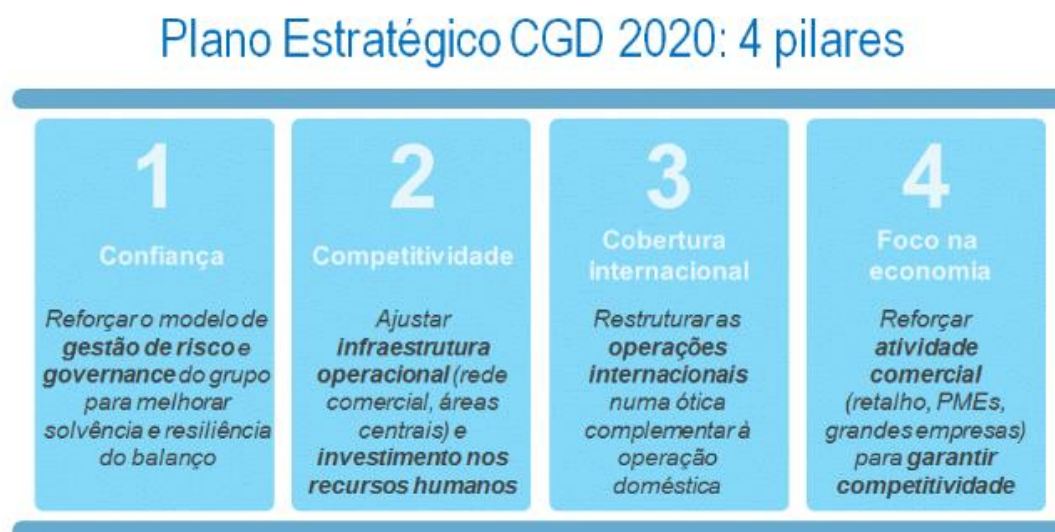 Plano Estratégico CGD 2020: 4 pilares
1
Confiança
Reforçar o modelo de
gestão de risco e
governance do grupo
para melhorar
solvência e resiliência
do balanço
2
Competitividade
Ajustar
infraestrutura
operacional (rede
comercial, áreas
centrais) e
investimento nos
recursos humanos
3
Cobertura
internacional
Restruturar as
operações
internacionais
numa ótica
complementar à
operação
doméstica
4
Foco na
economia
Reforçar
atividade
comercial
(retalho, PMEs,
grandes empresas)
para garantir
competitividade